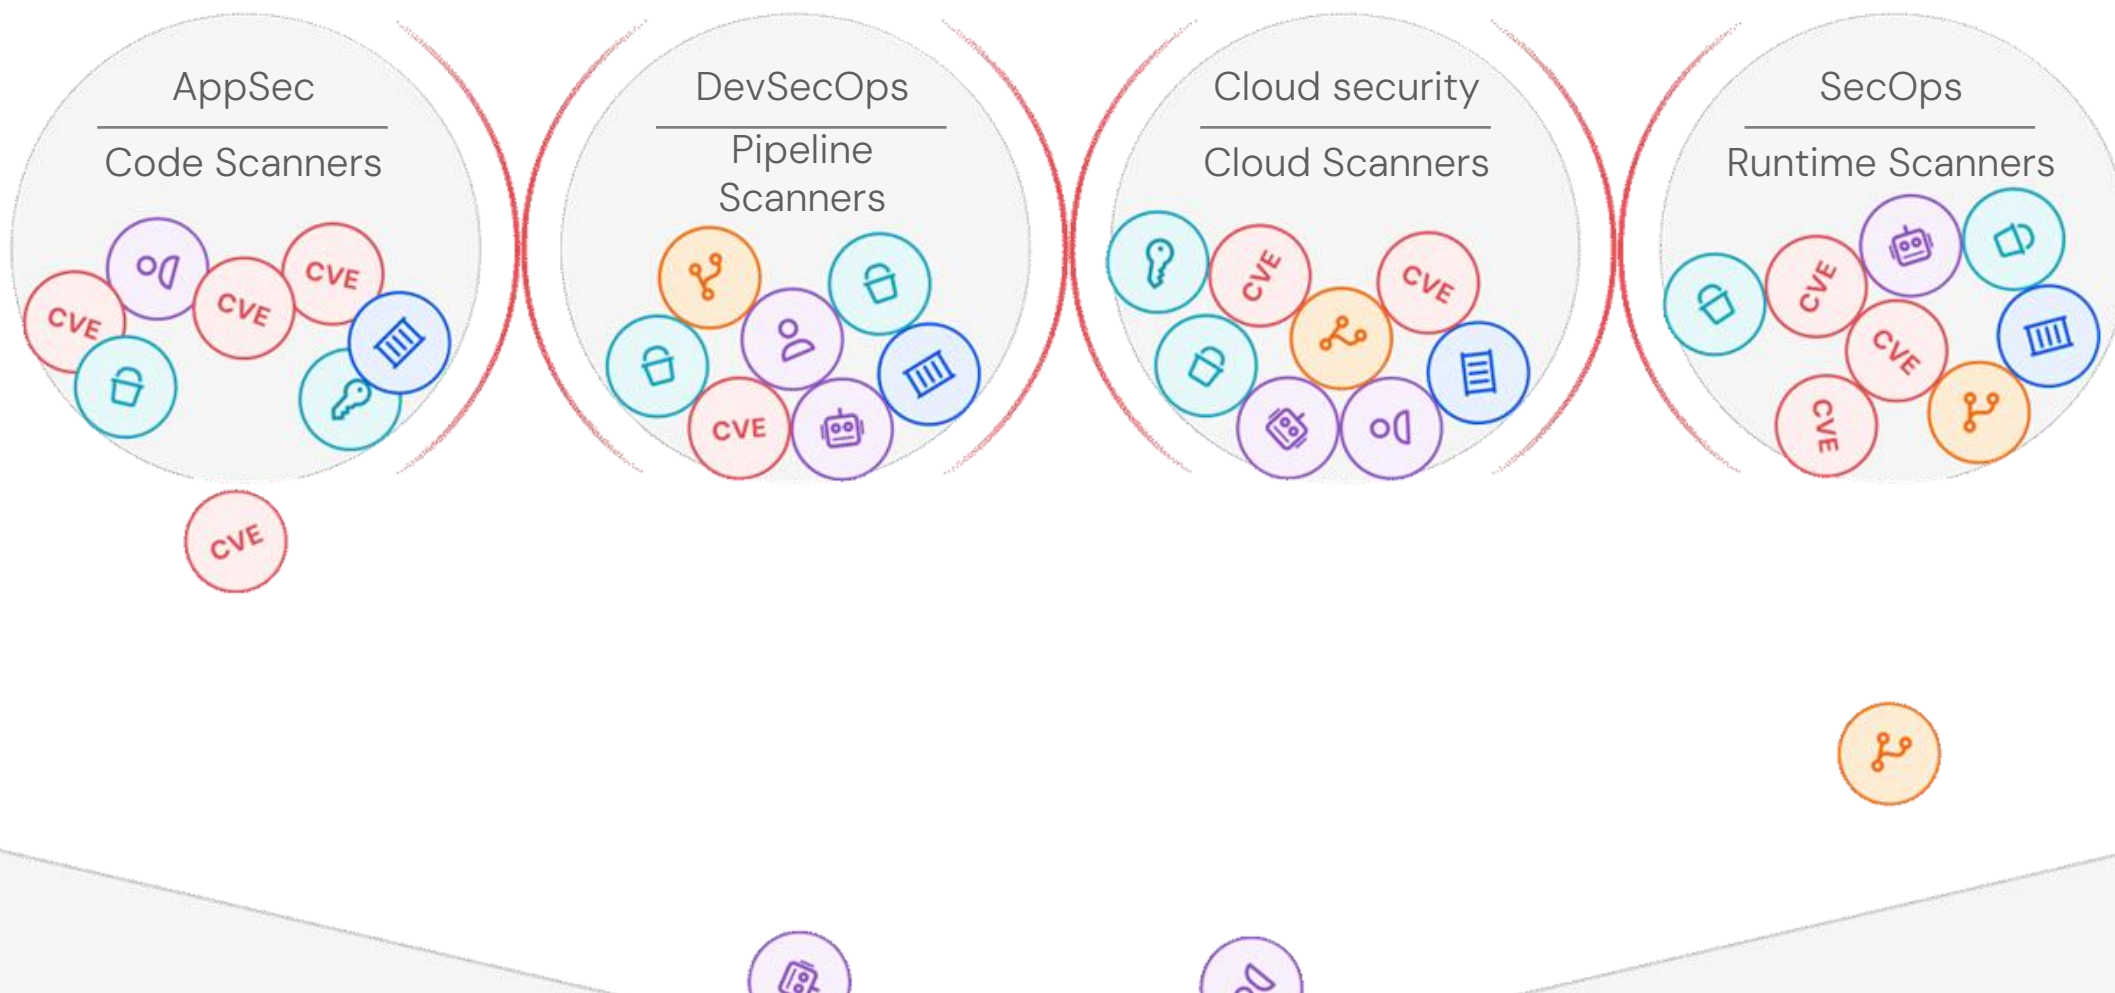 AppSec
Code Scanners
CVE
CVE
CVE
CVE
DevSecOps
Pipeline
Scanners
CVE
Cloud security
Cloud Scanners
CVE
CVE
SecOps
Runtime Scanners
CVE
CVE
CVE